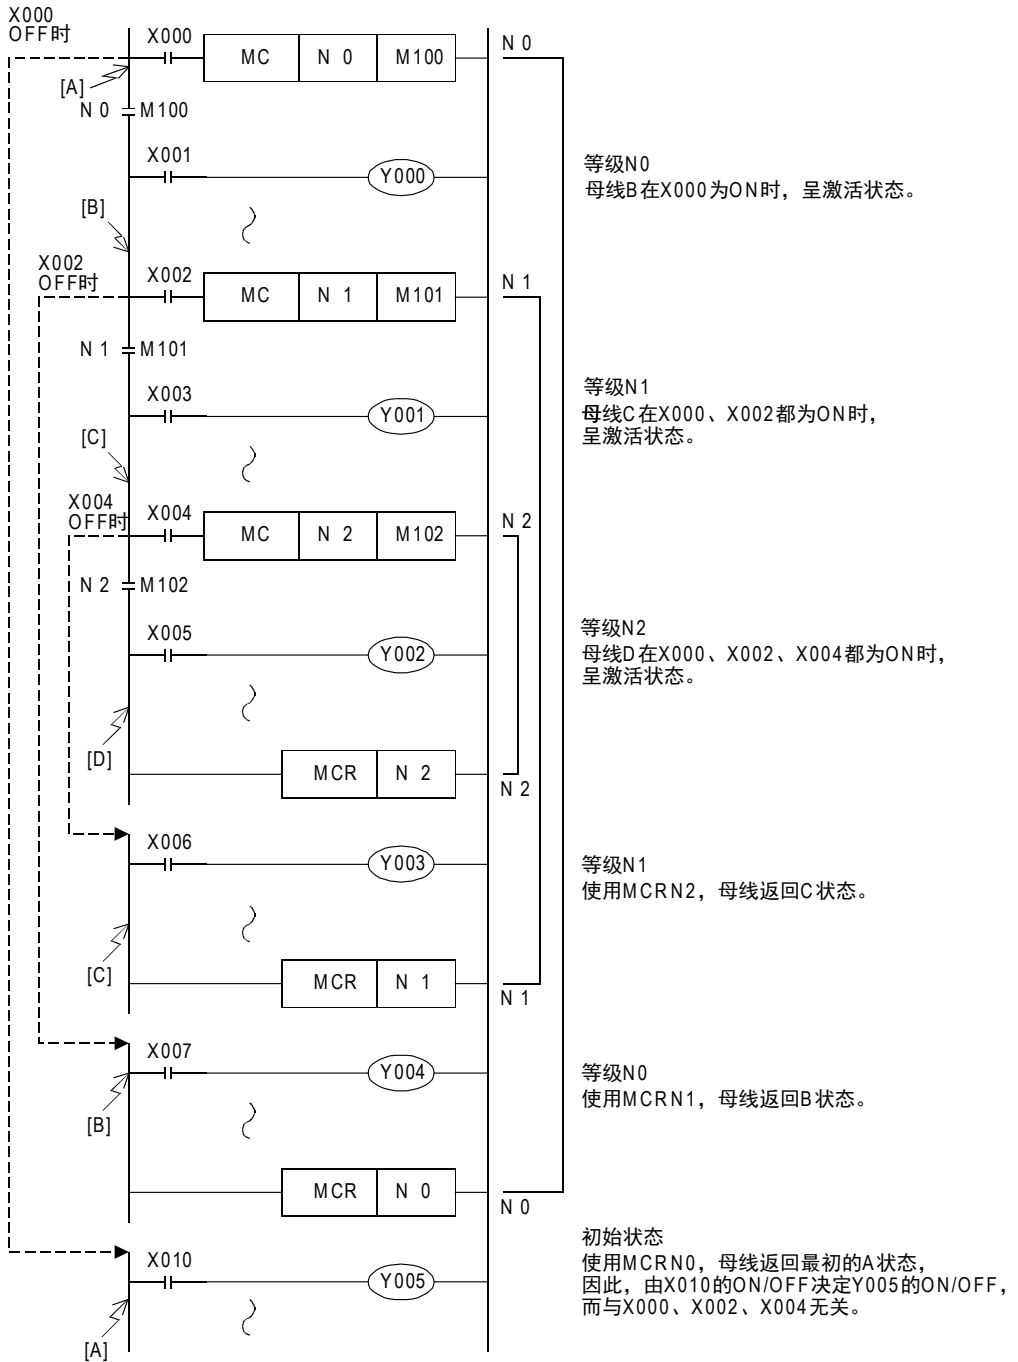 X000
OFF时
X000
MC N 0 M100
N 0
[A]
N 0 M100
X001
Y000
等级N0
母线B在X000为ON时，呈激活状态。
[B]
X002
OFF时
X002
MC N 1 M101
N 1
N 1 M101
X003
Y001
等级N1
母线C在X000、X002都为ON时，
呈激活状态。
[C]
X004
OFF时
X004
MC N 2 M102
N 2
N 2 M102
X005
Y002
等级N2
母线D在X000、X002、X004都为ON时，
呈激活状态。
[D]
MCR N 2
N 2
X006
Y003
等级N1
使用MCRN2，母线返回C状态。
[C]
MCR N 1
N 1
X007
Y004
等级N0
使用MCRN1，母线返回B状态。
[B]
MCR N 0
N 0
初始状态
使用MCRN0，母线返回最初的A状态，
因此，由X010的ON/OFF决定Y005的ON/OFF，
而与X000、X002、X004无关。
X010
Y005
[A]